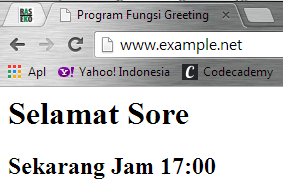 BAS
EKO
Program Fungsi Greeting
www.example.net
Apl Yahoo! Indonesia Codecademy
Selamat Sore
Sekarang Jam 17:00